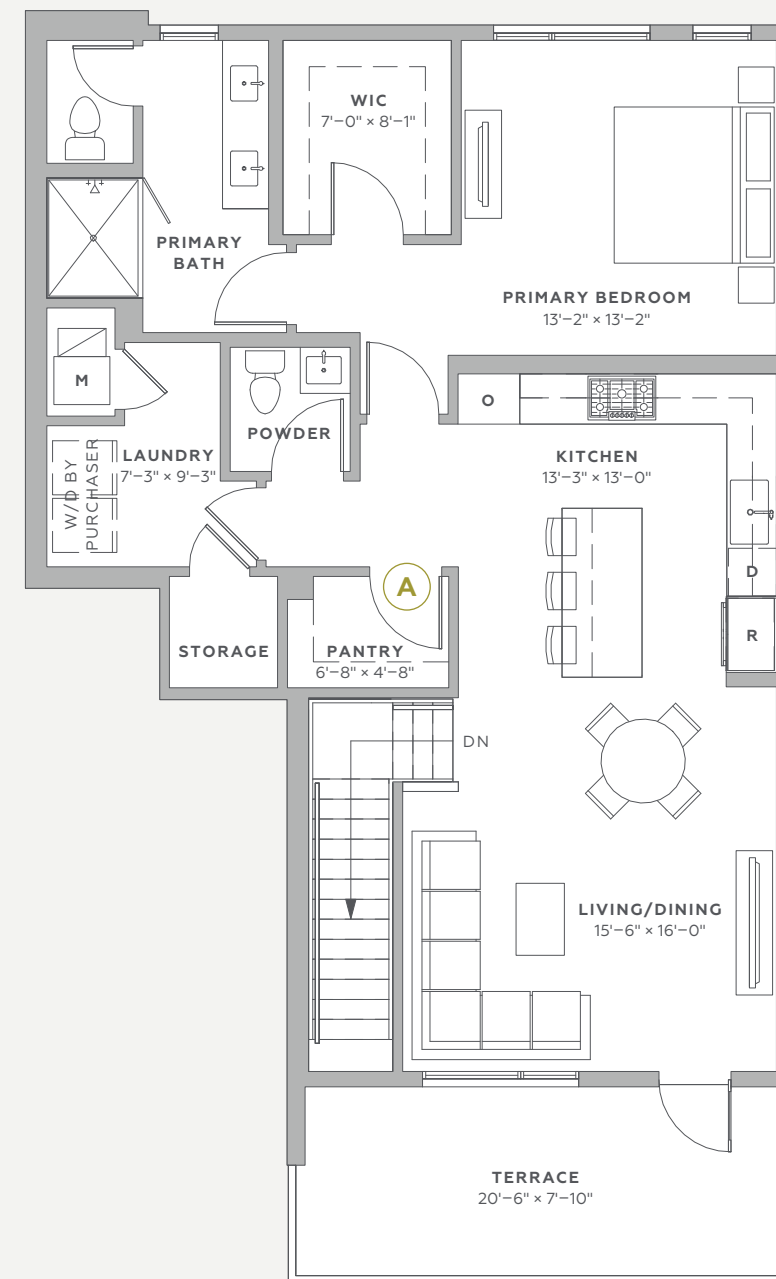 WIC
7'–0" × 8'–1"
PRIMARY
BATH
PRIMARY BEDROOM
13'–2" × 13'–2"
M
O
POWDER
LAUNDRY
7'–3" × 9'–3"
W/D BY
PURCHASER
KITCHEN
13'–3" × 13'–0"
D
R
A
STORAGE
PANTRY
6'–8" × 4'–8"
DN
LIVING/DINING
15'–6" × 16'–0"
TERRACE
20'–6" × 7'–10"